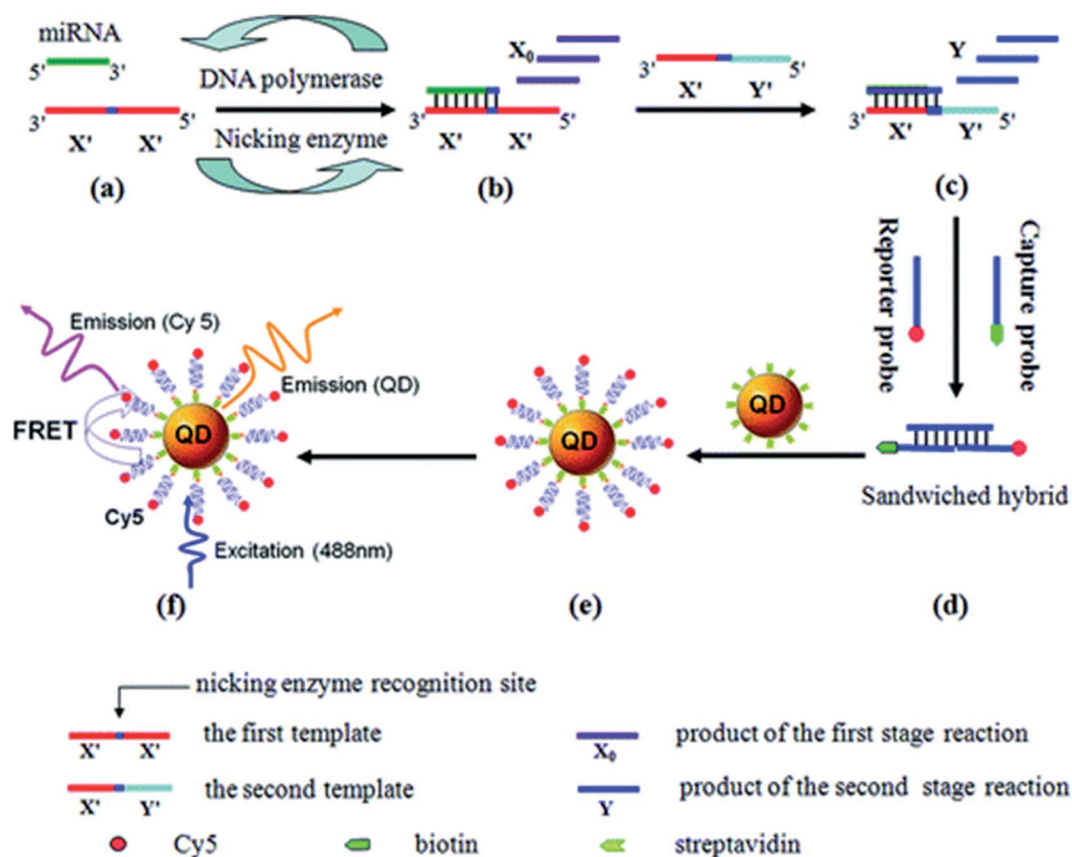 miRNA
5' 3'
3' 5'
X' X'
(a)
DNA polymerase
Nicking enzyme
X₀
3' 5'
X' X'
(b)
X' Y'
3' 5'
Y
3' 5'
X' Y'
(c)
Reporter probe
Capture probe
Sandwiched hybrid
(d)
QD
QD
(e)
Emission (Cy 5)
Emission (QD)
FRET
QD
Cy5
Excitation (488nm)
(f)
nicking enzyme recognition site
X' X'
the first template
X₀
product of the first stage reaction
X' Y'
the second template
Y
product of the second stage reaction
Cy5
biotin
streptavidin